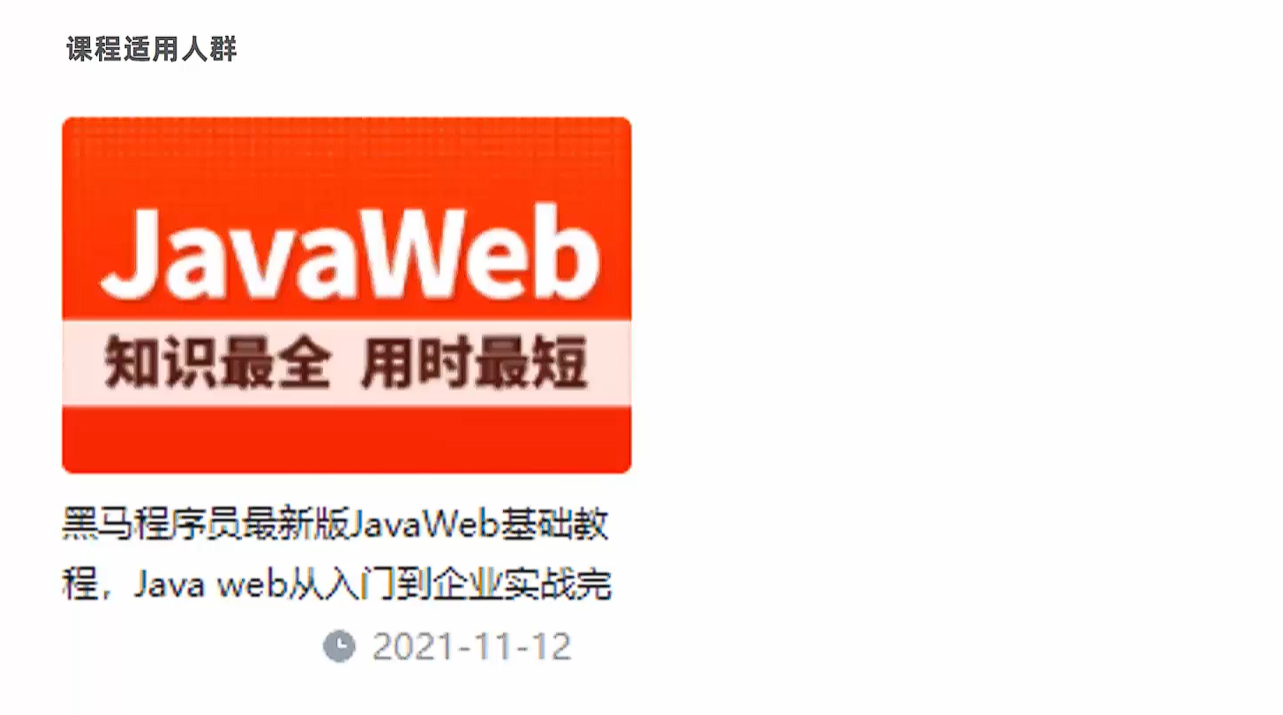 课程适用人群
JavaWeb
知识最全 用时最短
黑马程序员最新版JavaWeb基础教
程，Java web从入门到企业实战完
2021-11-12